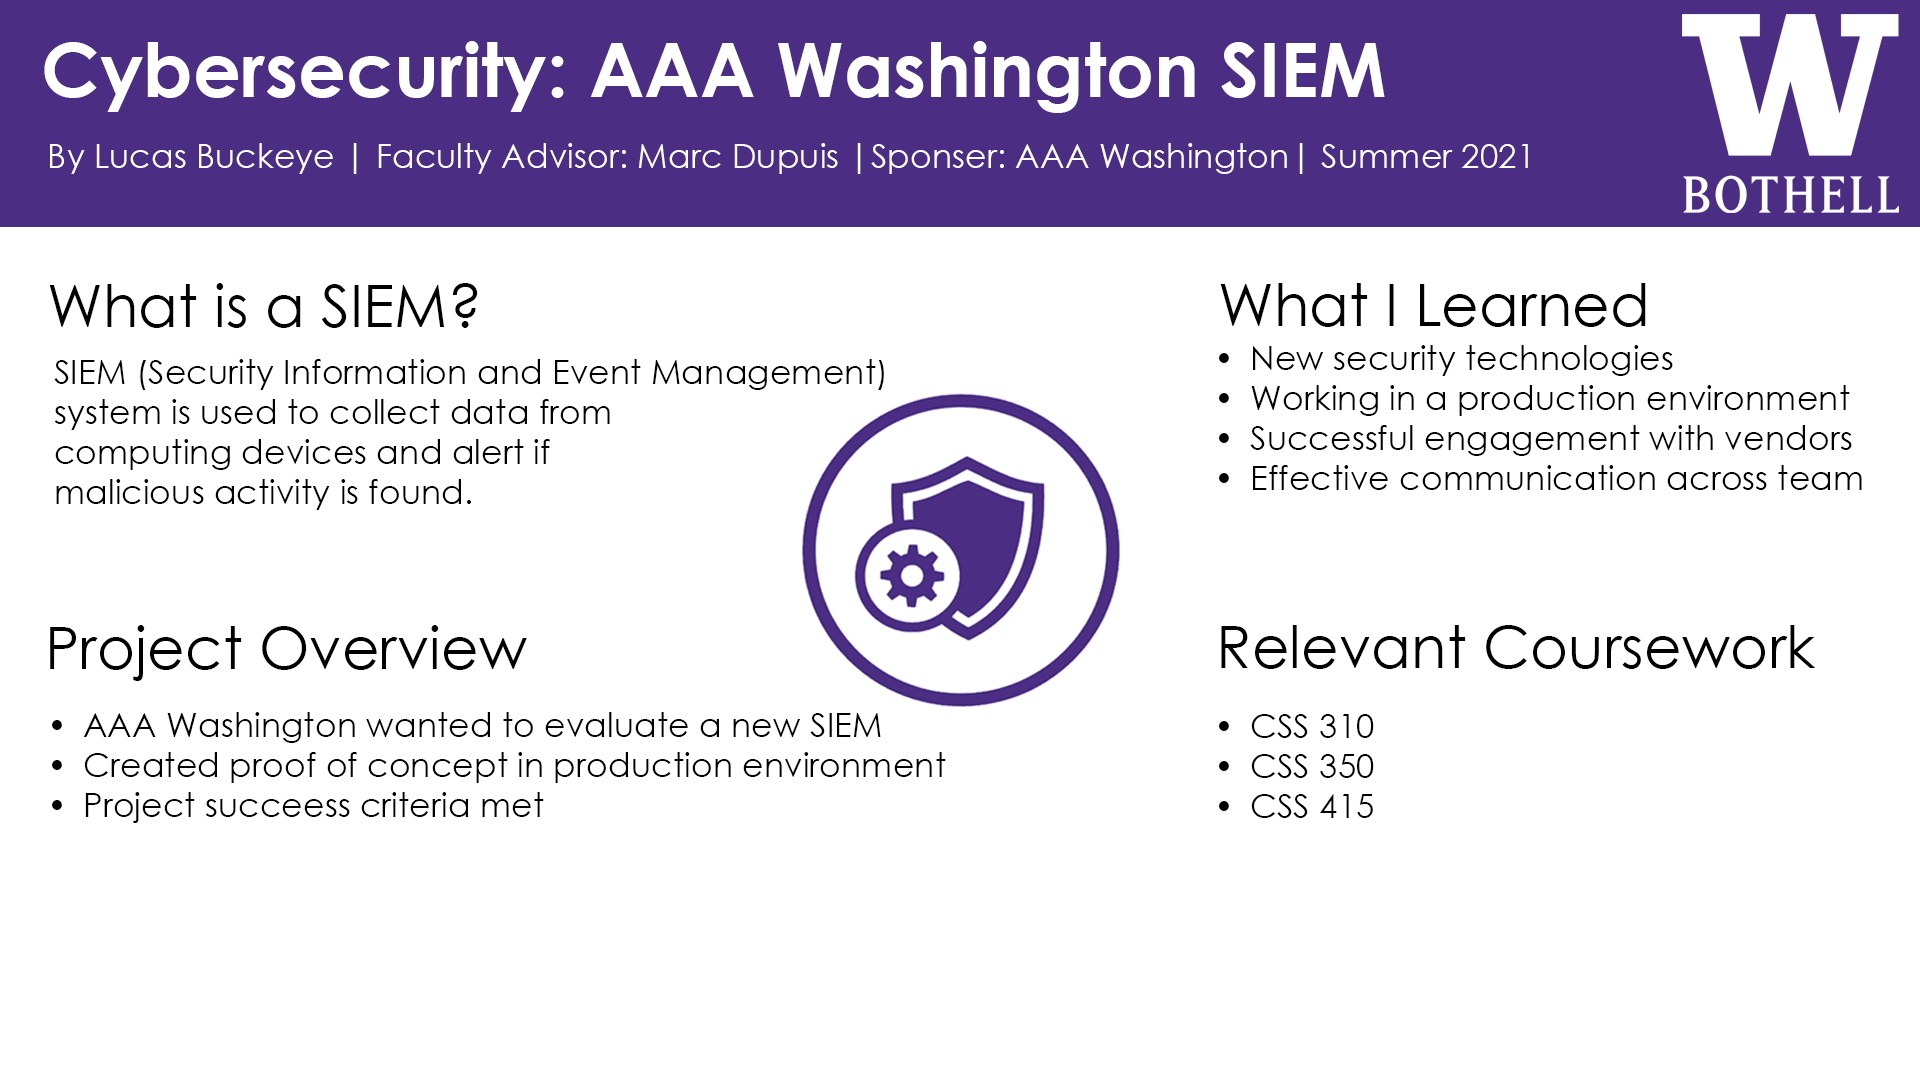 Cybersecurity: AAA Washington SIEM
By Lucas Buckeye | Faculty Advisor: Marc Dupuis |Sponser: AAA Washington| Summer 2021
W
BOTHELL
What is a SIEM?
SIEM (Security Information and Event Management)
system is used to collect data from
computing devices and alert if
malicious activity is found.
Project Overview
• AAA Washington wanted to evaluate a new SIEM
• Created proof of concept in production environment
• Project succeess criteria met
What I Learned
• New security technologies
• Working in a production environment
• Successful engagement with vendors
• Effective communication across team
Relevant Coursework
• CSS 310
• CSS 350
• CSS 415